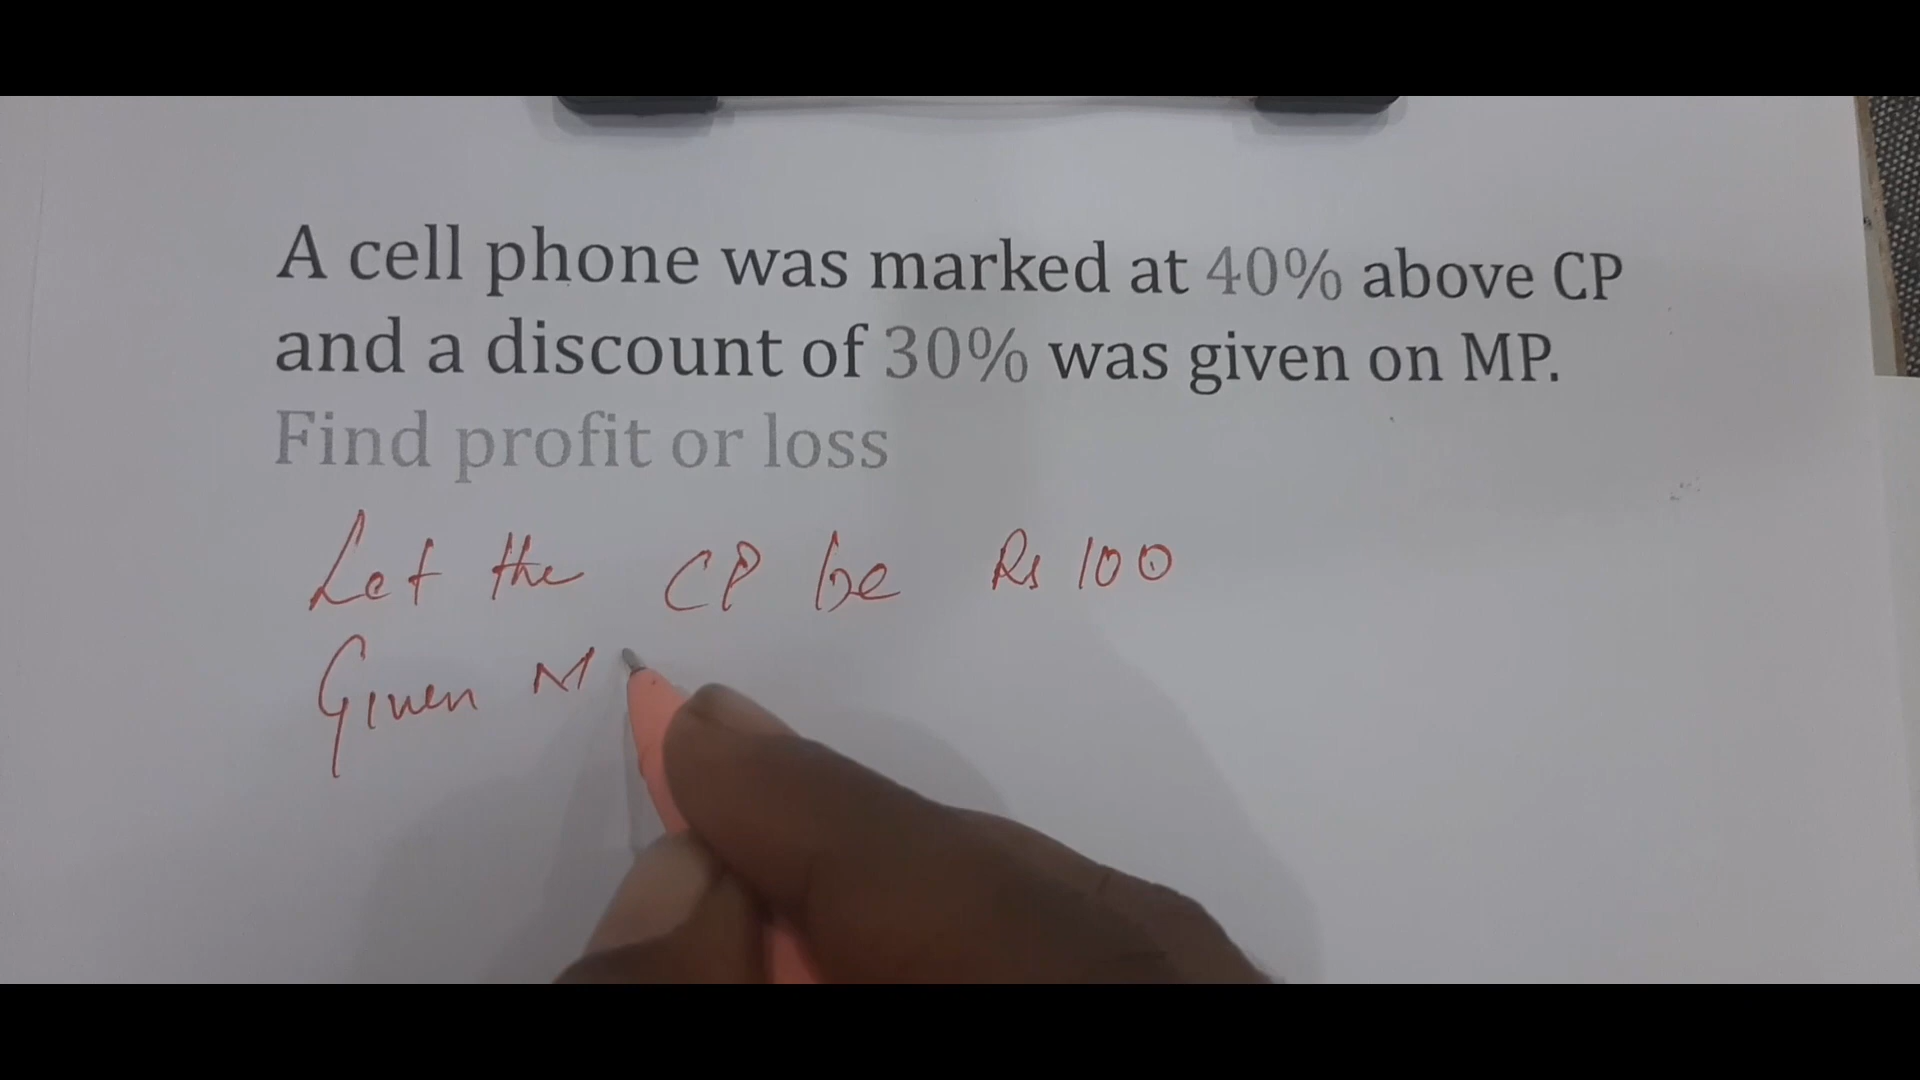 A cell phone was marked at 40% above CP
and a discount of 30% was given on MP.
Find profit or loss
Let the CP be Rs 100
Given M